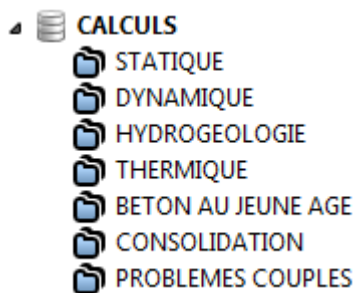 CALCULS
STATIQUE
DYNAMIQUE
HYDROGEOLOGIE
THERMIQUE
BETON AU JEUNE AGE
CONSOLIDATION
PROBLEMES COUPLES